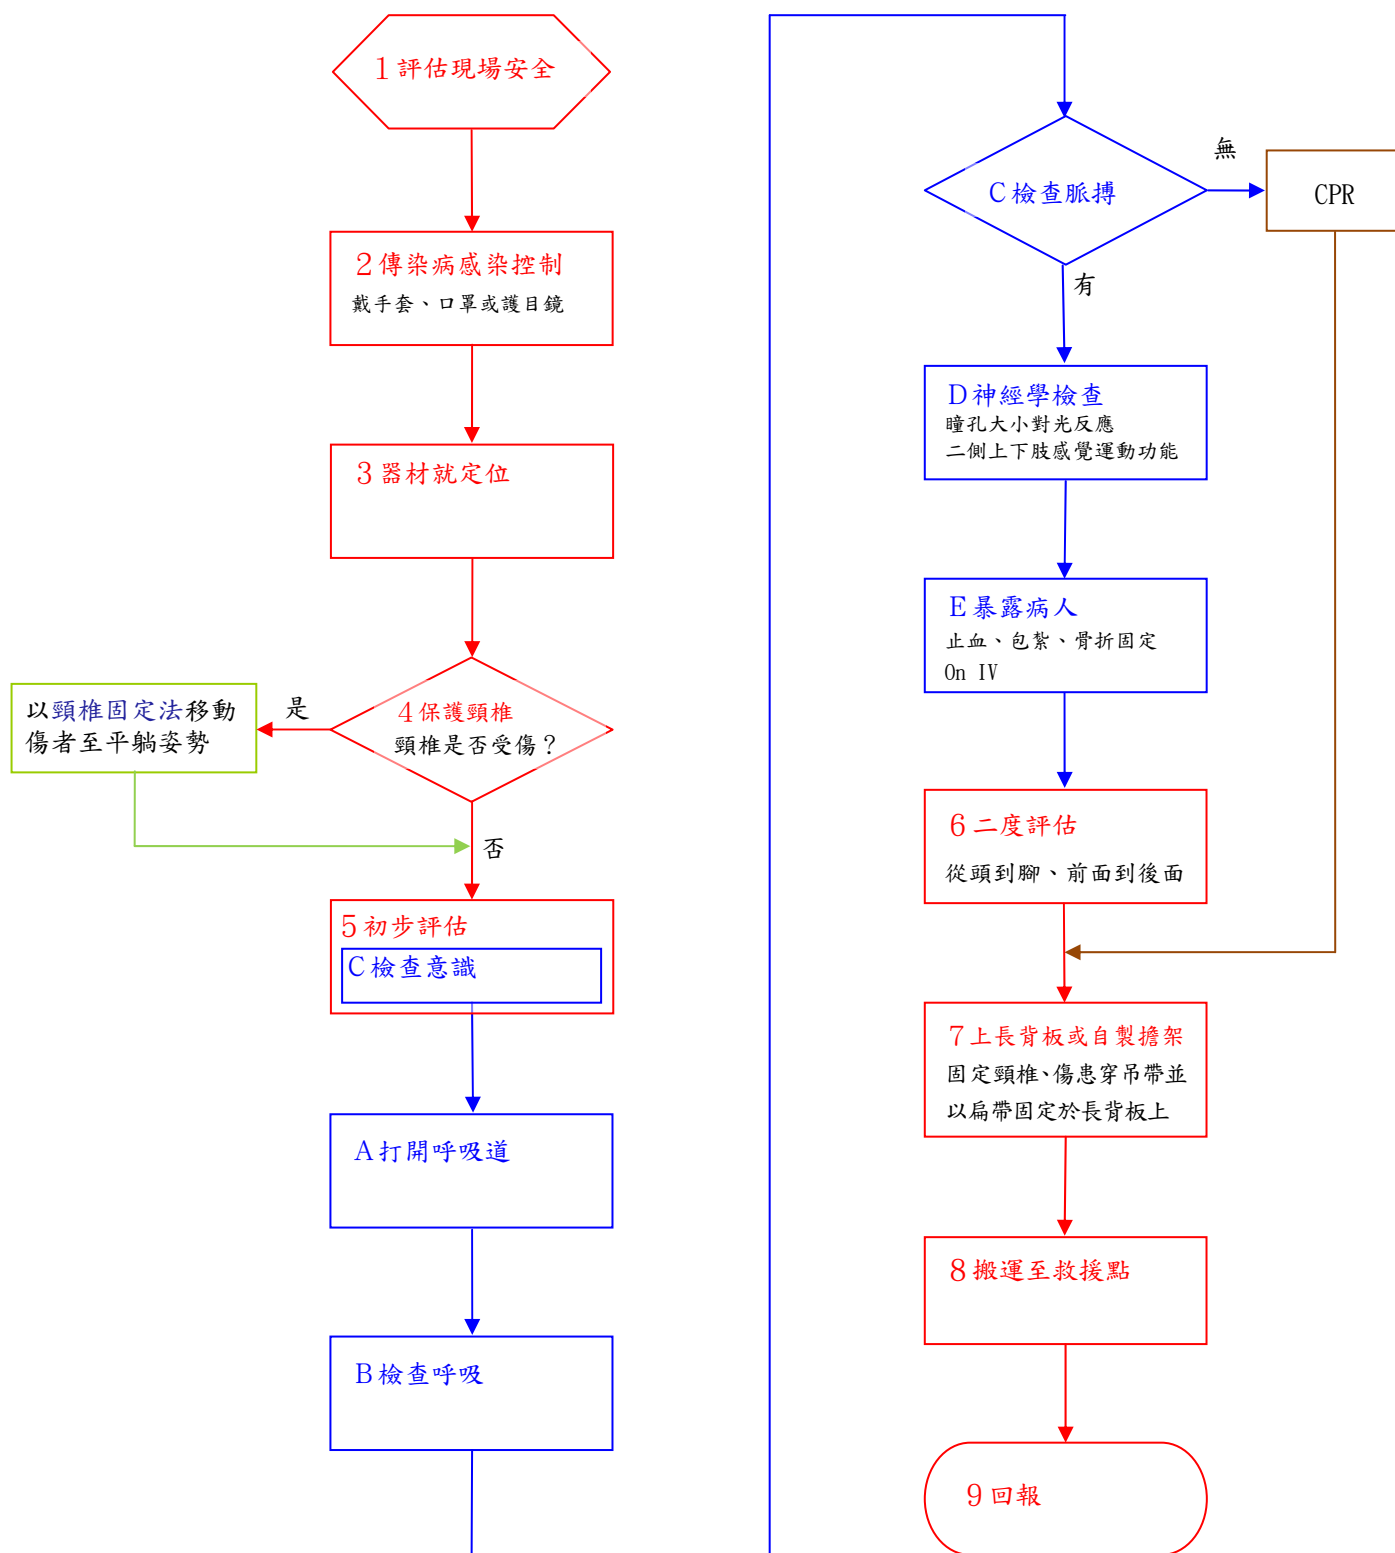 1評估現場安全
2傳染病感染控制
戴手套、口罩或護目鏡
3器材就定位
4保護頸椎
頸椎是否受傷?
是
以頸椎固定法移動
傷者至平躺姿勢
否
5初步評估
C檢查意識
A打開呼吸道
B檢查呼吸
C檢查脈搏
無
CPR
有
D神經學檢查
瞳孔大小對光反應
二側上下肢感覺運動功能
E暴露病人
止血、包紮、骨折固定
On IV
6二度評估
從頭到腳、前面到後面
7上長背板或自製擔架
固定頸椎、傷患穿吊帶並
以扁帶固定於長背板上
8搬運至救援點
9回報